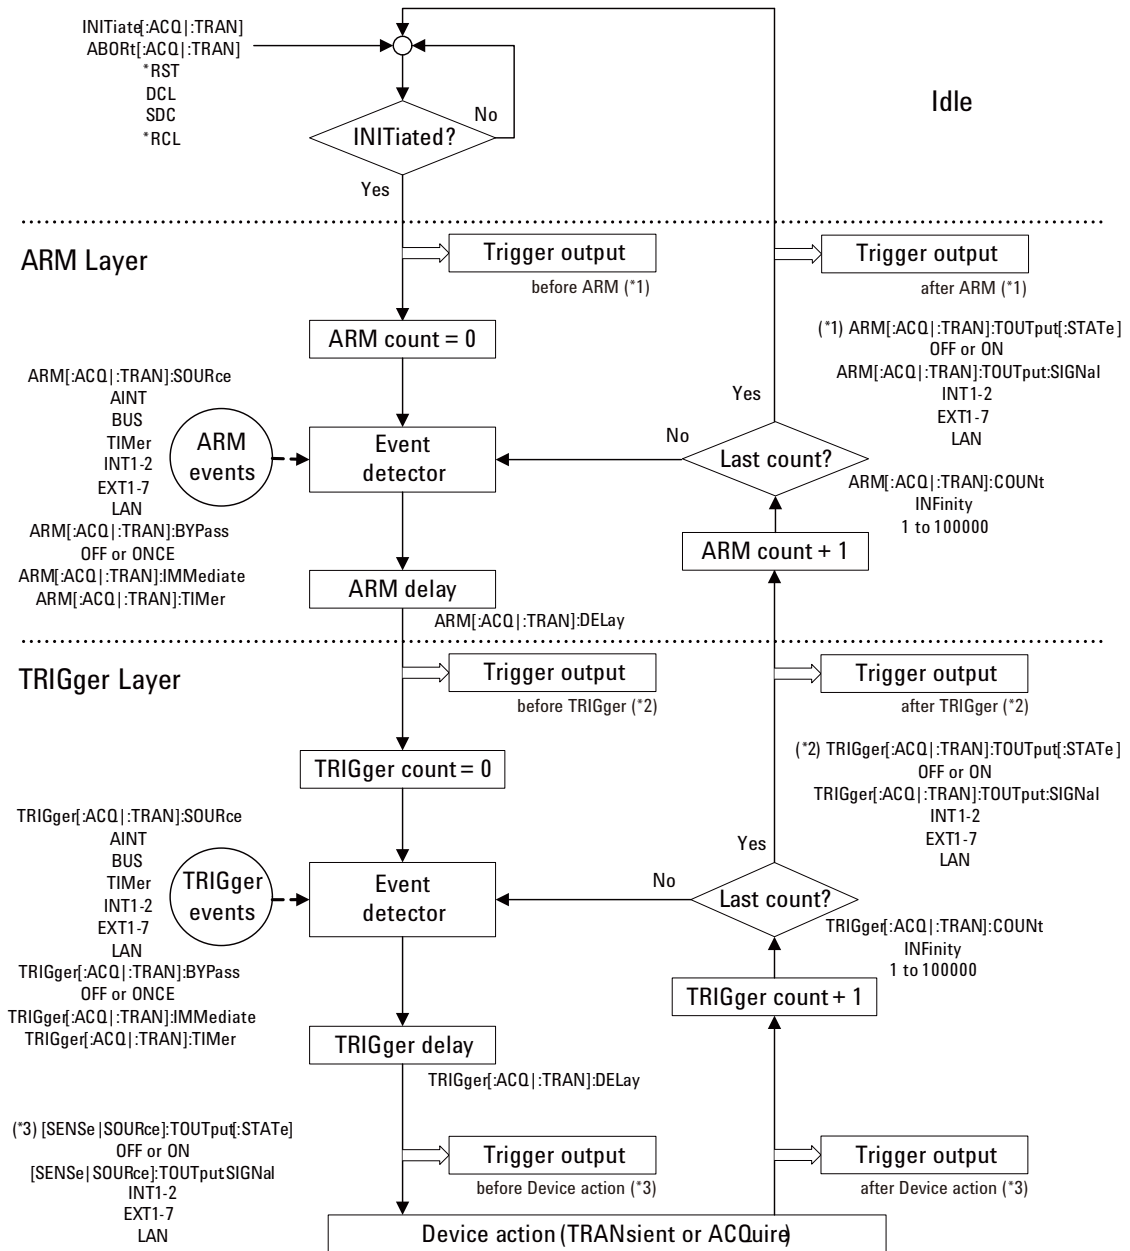 INITiate[:ACQ|:TRAN]
ABORt[:ACQ|:TRAN]
*RST
DCL
SDC
*RCL
No
INITiated?
Yes
Idle
ARM Layer
Trigger output
before ARM (*1)
Trigger output
after ARM (*1)
ARM count = 0
(*1) ARM[:ACQ|:TRAN]:TOUTput[:STATe]
OFF or ON
ARM[:ACQ|:TRAN]:TOUTput:SIGNal
INT1-2
EXT1-7
LAN
ARM[:ACQ|:TRAN]:SOURce
AINT
BUS
TIMer
INT1-2
EXT1-7
LAN
ARM[:ACQ|:TRAN]:BYPass
OFF or ONCE
ARM[:ACQ|:TRAN]:IMMediate
ARM[:ACQ|:TRAN]:TIMer
ARM
events
Event
detector
Yes
No
Last count?
ARM[:ACQ|:TRAN]:COUNt
INFinity
1 to 100000
ARM count + 1
ARM delay
ARM[:ACQ|:TRAN]:DELay
TRIGger Layer
Trigger output
before TRIGger (*2)
Trigger output
after TRIGger (*2)
TRIGger count = 0
(*2) TRIGger[:ACQ|:TRAN]:TOUTput[:STATe]
OFF or ON
TRIGger[:ACQ|:TRAN]:TOUTput:SIGNal
INT1-2
EXT1-7
LAN
TRIGger[:ACQ|:TRAN]:SOURce
AINT
BUS
TIMer
INT1-2
EXT1-7
LAN
TRIGger[:ACQ|:TRAN]:BYPass
OFF or ONCE
TRIGger[:ACQ|:TRAN]:IMMediate
TRIGger[:ACQ|:TRAN]:TIMer
TRIGger
events
Event
detector
Yes
No
Last count?
TRIGger[:ACQ|:TRAN]:COUNt
INFinity
1 to 100000
TRIGger count + 1
TRIGger delay
TRIGger[:ACQ|:TRAN]:DELay
(*3) [SENSe|SOURce]:TOUTput[:STATe]
OFF or ON
[SENSe|SOURce]:TOUTput:SIGNal
INT1-2
EXT1-7
LAN
Trigger output
before Device action (*3)
Trigger output
after Device action (*3)
Device action (TRANsient or ACQuire)